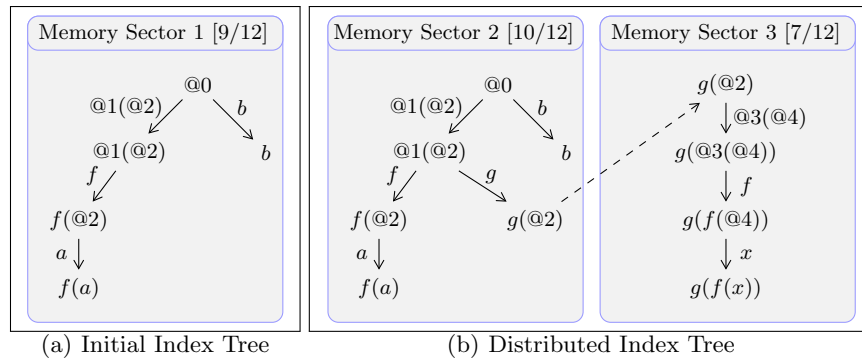 Memory Sector 1 [9/12]
@0
@1(@2)
b
@1(@2)
b
f
f(@2)
a
f(a)
(a) Initial Index Tree
Memory Sector 2 [10/12]
@0
@1(@2)
b
@1(@2)
b
f
g
f(@2)
g(@2)
a
f(a)
Memory Sector 3 [7/12]
g(@2)
@3(@4)
g(@3(@4))
f
g(f(@4))
x
g(f(x))
(b) Distributed Index Tree